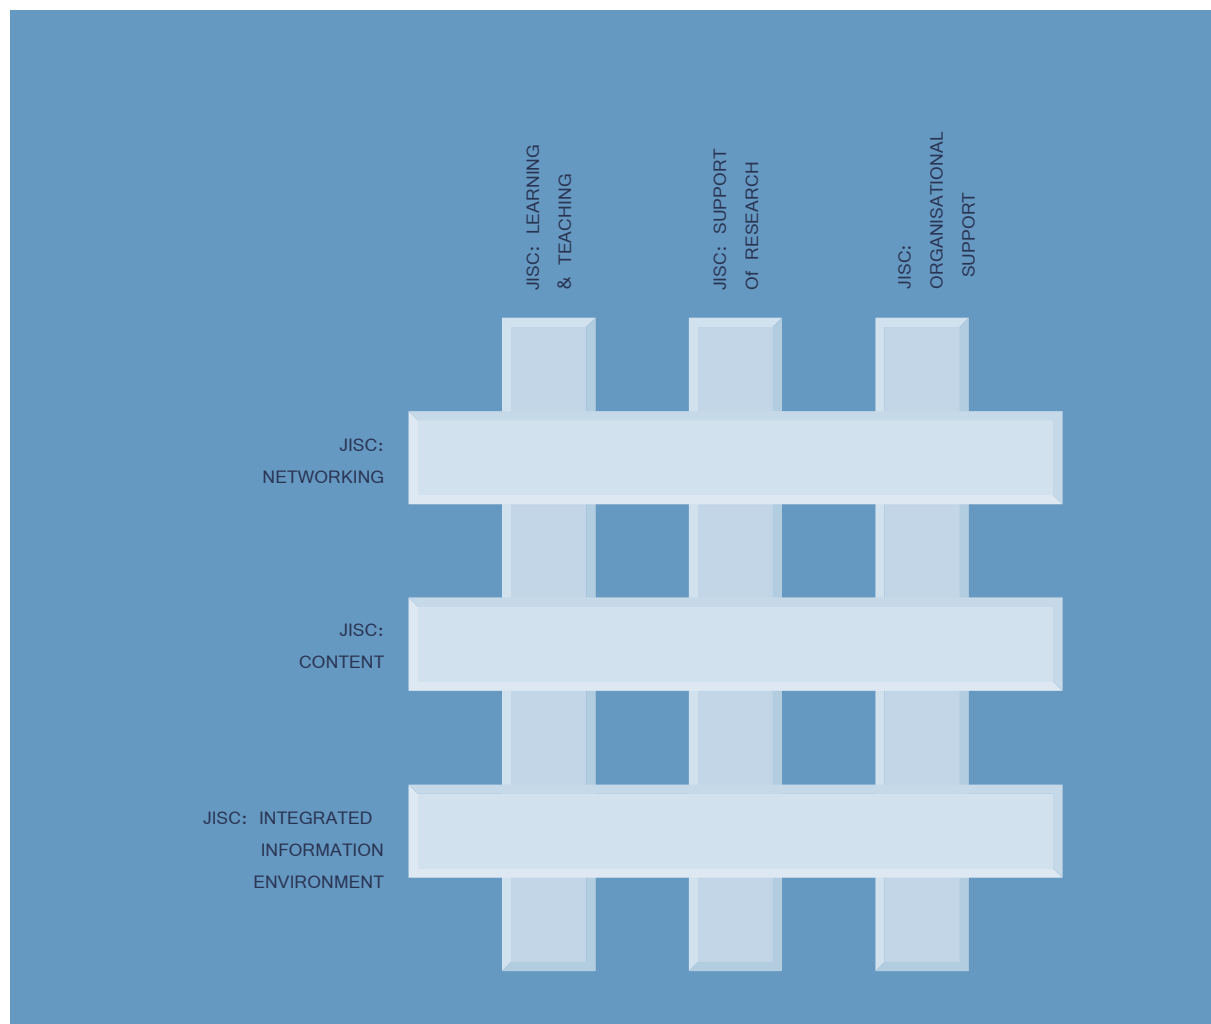 JISC: LEARNING
& TEACHING
JISC: SUPPORT
Of RESEARCH
JISC:
ORGANISATIONAL
SUPPORT
JISC:
NETWORKING
JISC:
CONTENT
JISC: INTEGRATED
INFORMATION
ENVIRONMENT